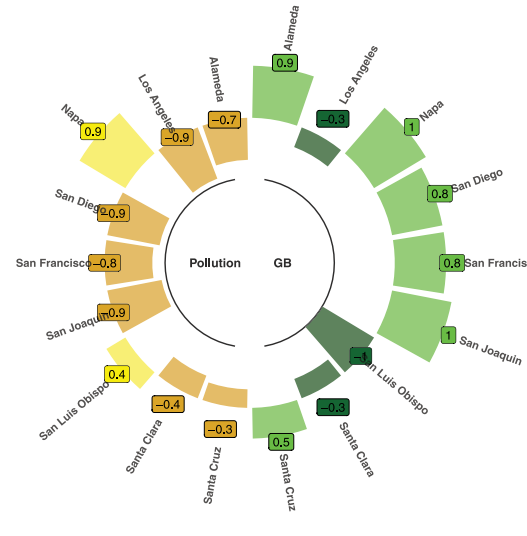 Alameda
0.9
Los Angeles
-0.3
Napa
1
San Diego
0.8
San Francis
0.8
San Joaquin
1
San Luis Obispo
Santa Clara
-0.3
Santa Cruz
0.5
Santa Cruz
-0.3
Santa Clara
-0.4
San Luis Obispo
0.4
San Joaquin
-0.9
San Francisco
-0.8
San Diego
-0.9
Napa
0.9
Los Angeles
-0.9
Alameda
-0.7
Pollution
GB